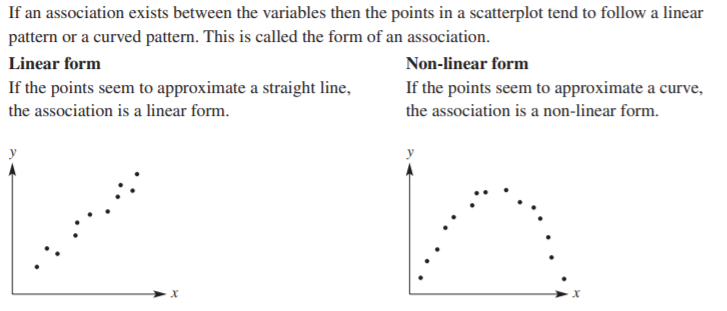 If an association exists between the variables then the points in a scatterplot tend to follow a linear
pattern or a curved pattern. This is called the form of an association.
Linear form
If the points seem to approximate a straight line,
the association is a linear form.
Non-linear form
If the points seem to approximate a curve,
the association is a non-linear form.
y
x
y
x